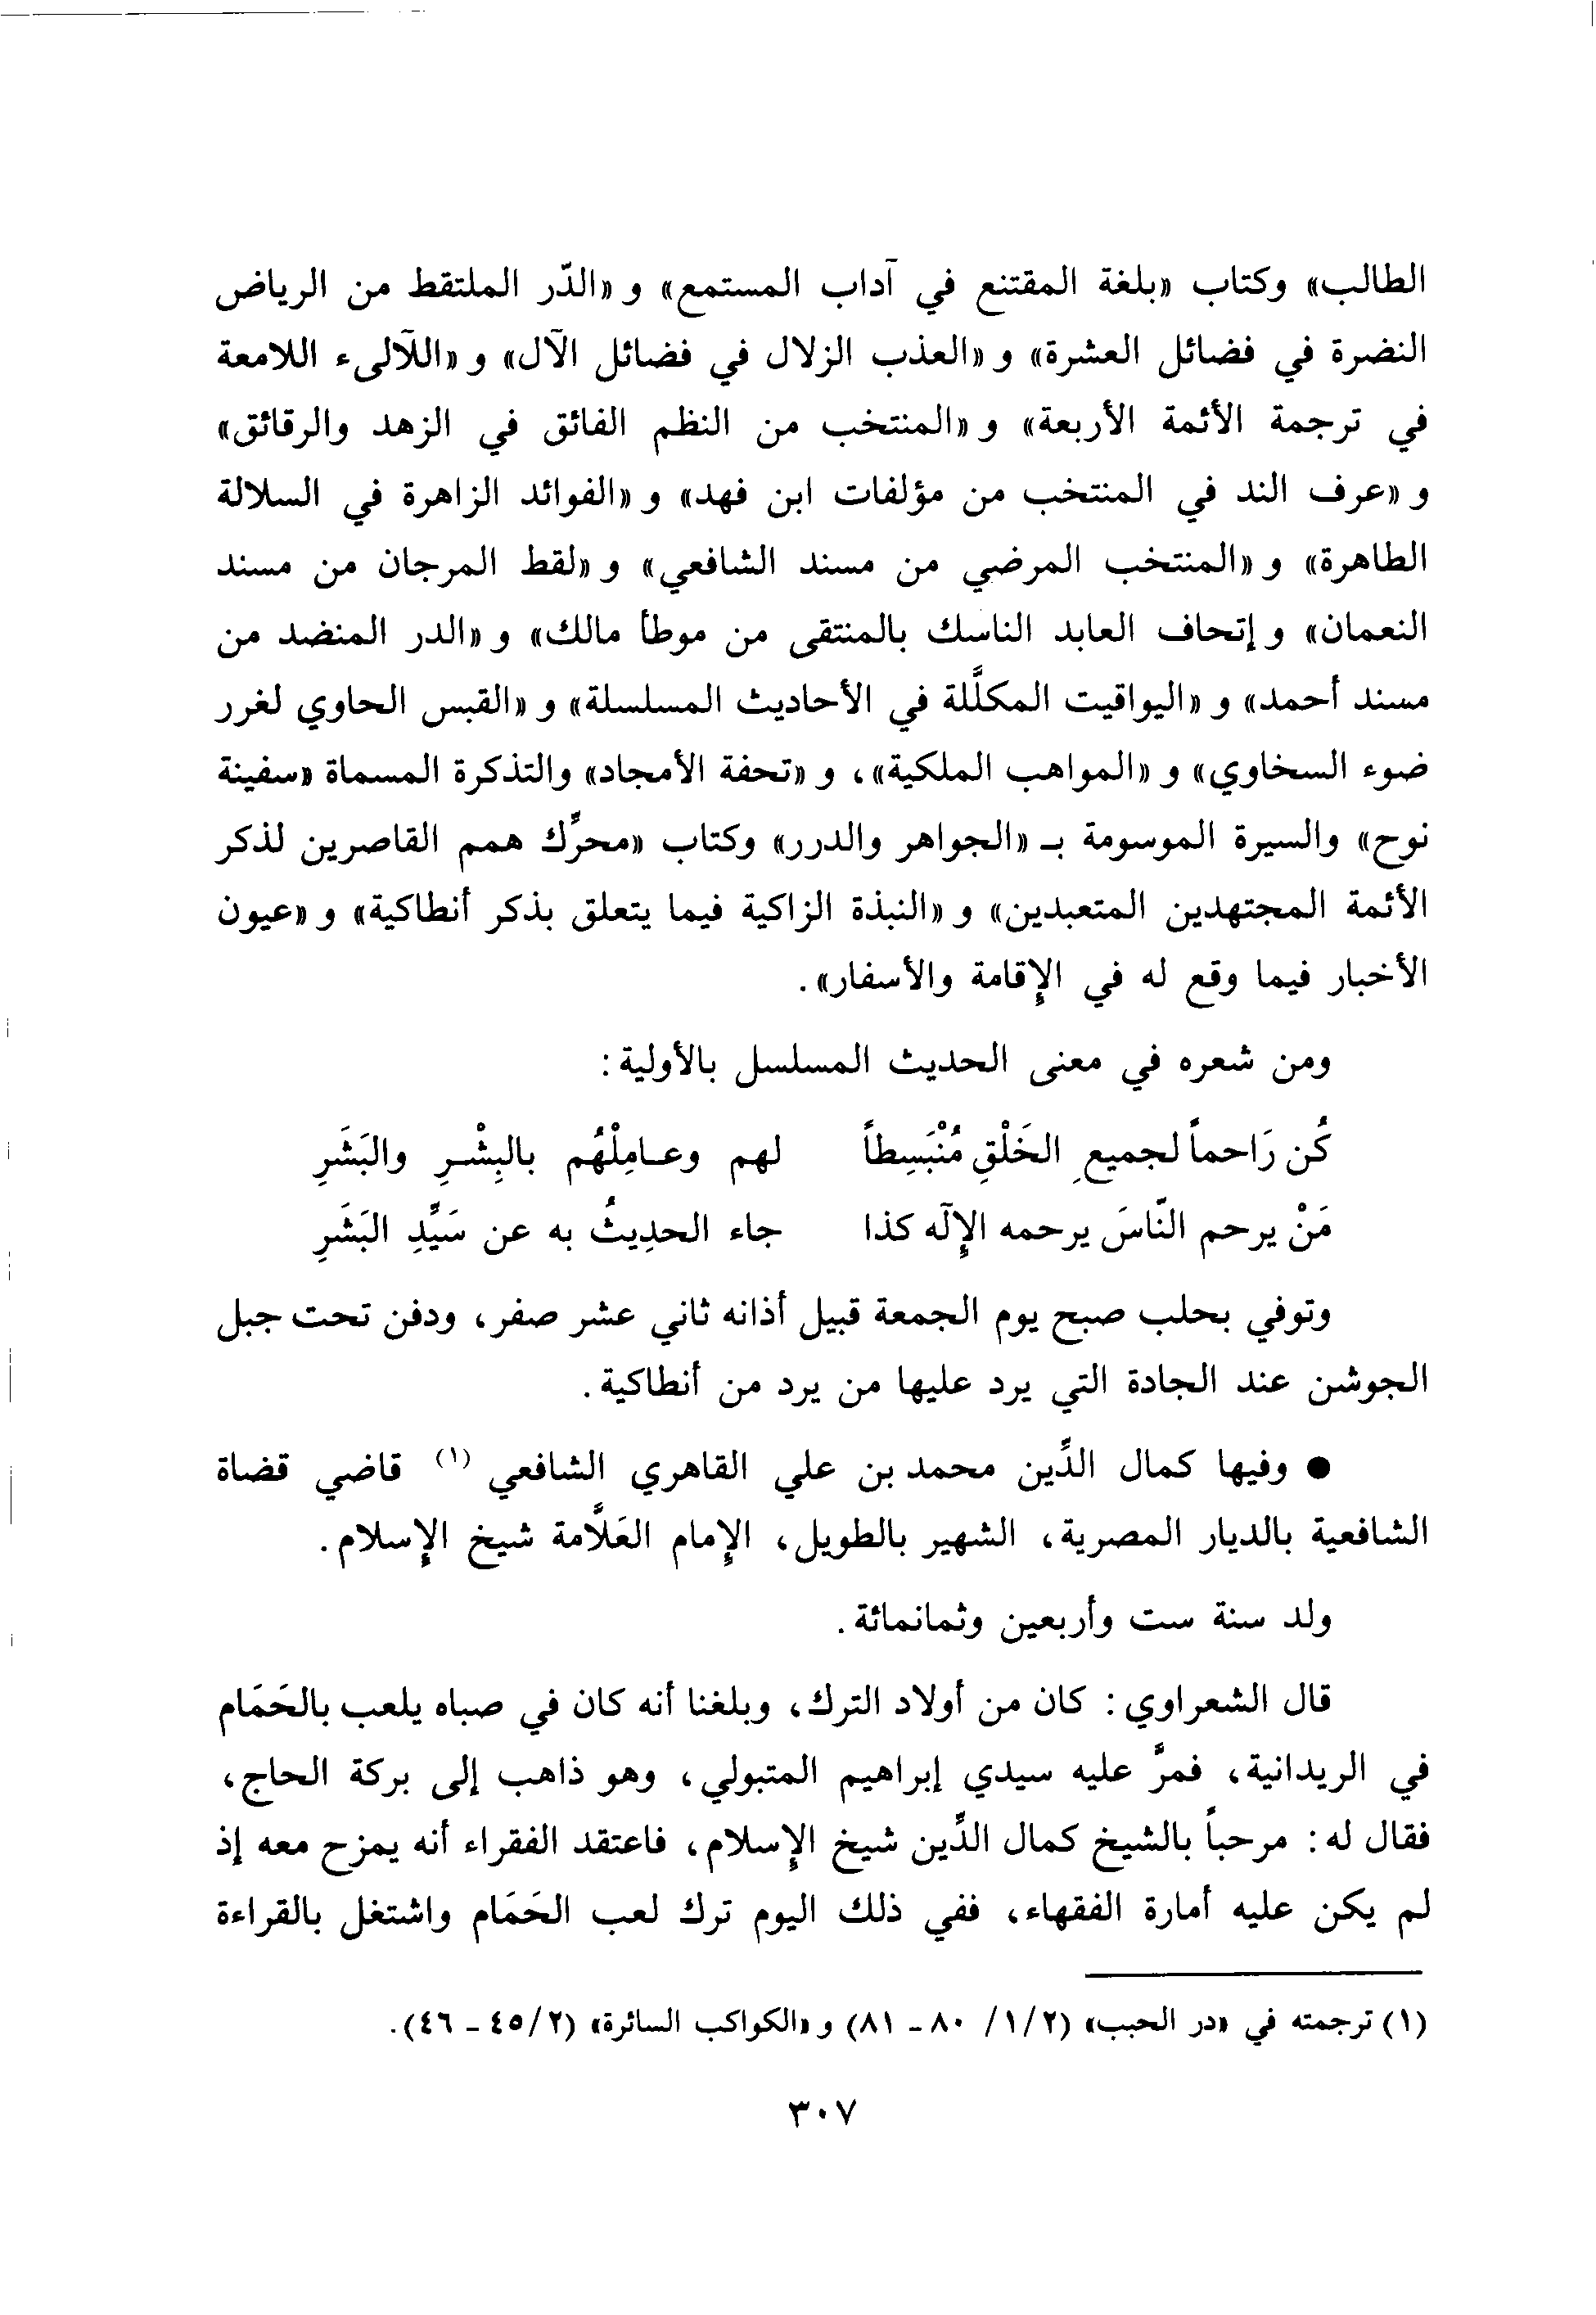 الطالب» وكتاب «بلغة المقتنع في آداب المستمع» و «الدّر الملتقط من الرياض
النضرة في فضائل العشرة» و «العذب الزلال في فضائل الآل» و «اللآلىء اللامعة
في ترجمة الأئمة الأربعة» و «المنتخب من النظم الفائق في الزهد والرقائق»
و «عرف الند في المنتخب من مؤلفات ابن فهد» و «الفوائد الزاهرة في السلالة
الطاهرة» و «المنتخب المرضي من مسند الشافعي» و «لقط المرجان من مسند
النعمان» و إتحاف العابد الناسك بالمنتقى من موطأ مالك» و «الدر المنضد من
مسند أحمد» و «اليواقيت المكلَّلة في الأحاديث المسلسلة» و «القبس الحاوي لغرر
ضوء السخاوي» و «المواهب الملكية»، و «تحفة الأمجاد» والتذكرة المسماة «سفينة
نوح» والسيرة الموسومة بـ «الجواهر والدرر» وكتاب «محرِّك همم القاصرين لذكر
الأئمة المجتهدين المتعبدين» و «النبذة الزاكية فيما يتعلق بذكر أنطاكية» و «عيون
الأخبار فيما وقع له في الإقامة والأسفار».
ومن شعره في معنى الحديث المسلسل بالأولية:
كُن رَاحماً لجميعِ الخَلْقِ مُنْبَسِطاً لهم وعـامِلْهُم بالبِشْـرِ والبَشَرِ
مَنْ يرحم النّاسَ يرحمه الإلٓه كذا جاء الحدِيثُ به عن سَيِّدِ البَشَرِ
وتوفي بحلب صبح يوم الجمعة قبيل أذانه ثاني عشر صفر، ودفن تحت جبل
الجوشن عند الجادة التي يرد عليها من يرد من أنطاكية.
● وفيها كمال الدِّين محمد بن علي القاهري الشافعي (١) قاضي قضاة
الشافعية بالديار المصرية، الشهير بالطويل، الإمام العَلَّامة شيخ الإسلام.
ولد سنة ست وأربعين وثمانمائة.
قال الشعراوي: كان من أولاد الترك، وبلغنا أنه كان في صباه يلعب بالحَمَام
في الريدانية، فمرَّ عليه سيدي إبراهيم المتبولي، وهو ذاهب إلى بركة الحاج،
فقال له: مرحباً بالشيخ كمال الدِّين شيخ الإسلام، فاعتقد الفقراء أنه يمزح معه إذ
لم يكن عليه أمارة الفقهاء، ففي ذلك اليوم ترك لعب الحَمَام واشتغل بالقراءة
(١) ترجمته في «در الحبب» (٢/١/ ٨٠ ـ ٨١) و «الكواكب السائرة» (٤٥/٢ ـ ٤٦).
٣٠٧